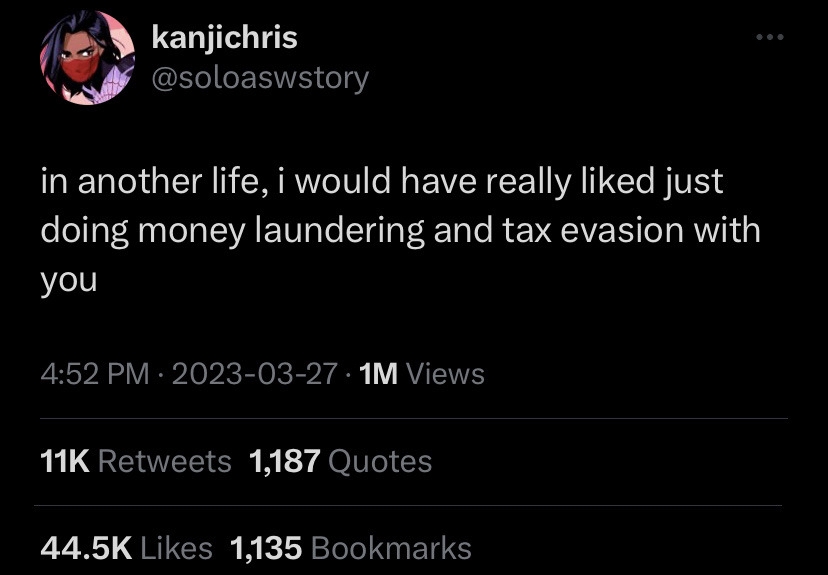 kanjichris
@soloaswstory
in another life, i would have really liked just
doing money laundering and tax evasion with
you
4:52 PM · 2023-03-27 · 1M Views
11K Retweets 1,187 Quotes
44.5K Likes 1,135 Bookmarks